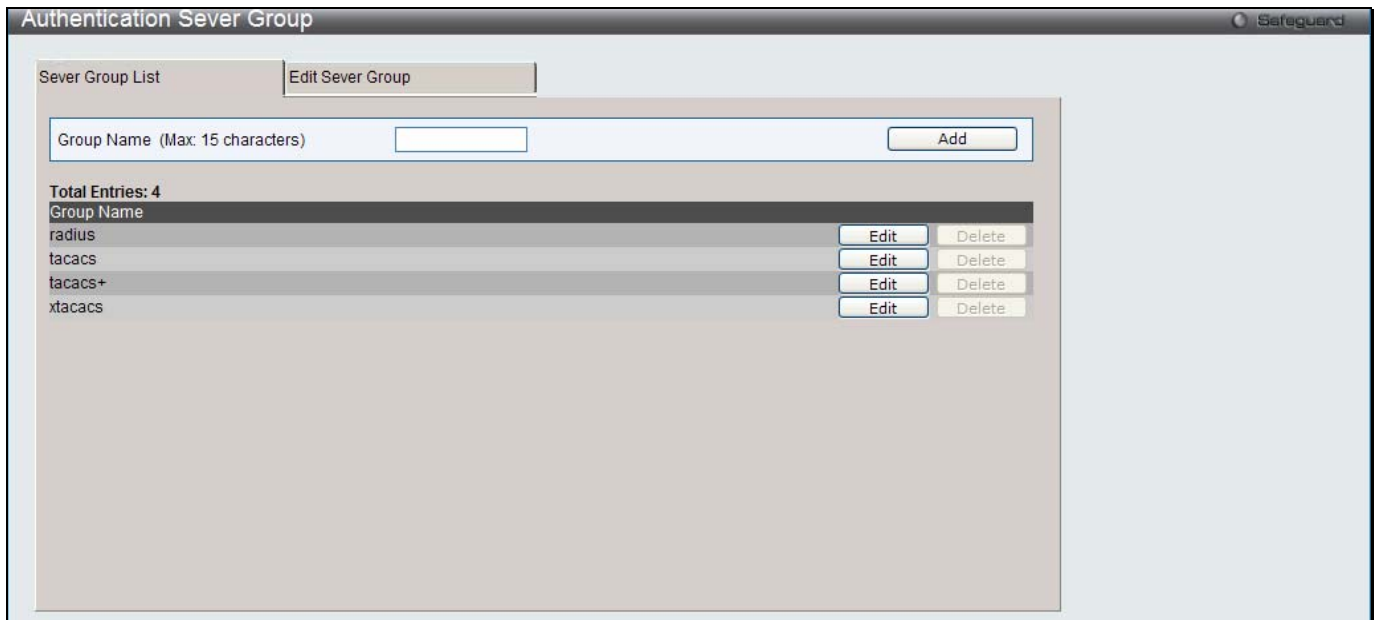 Authentication Sever Group
Safeguard
Sever Group List
Edit Sever Group
Group Name (Max: 15 characters)
Add
Total Entries: 4
Group Name
radius
Edit
Delete
tacacs
Edit
Delete
tacacs+
Edit
Delete
xtacacs
Edit
Delete